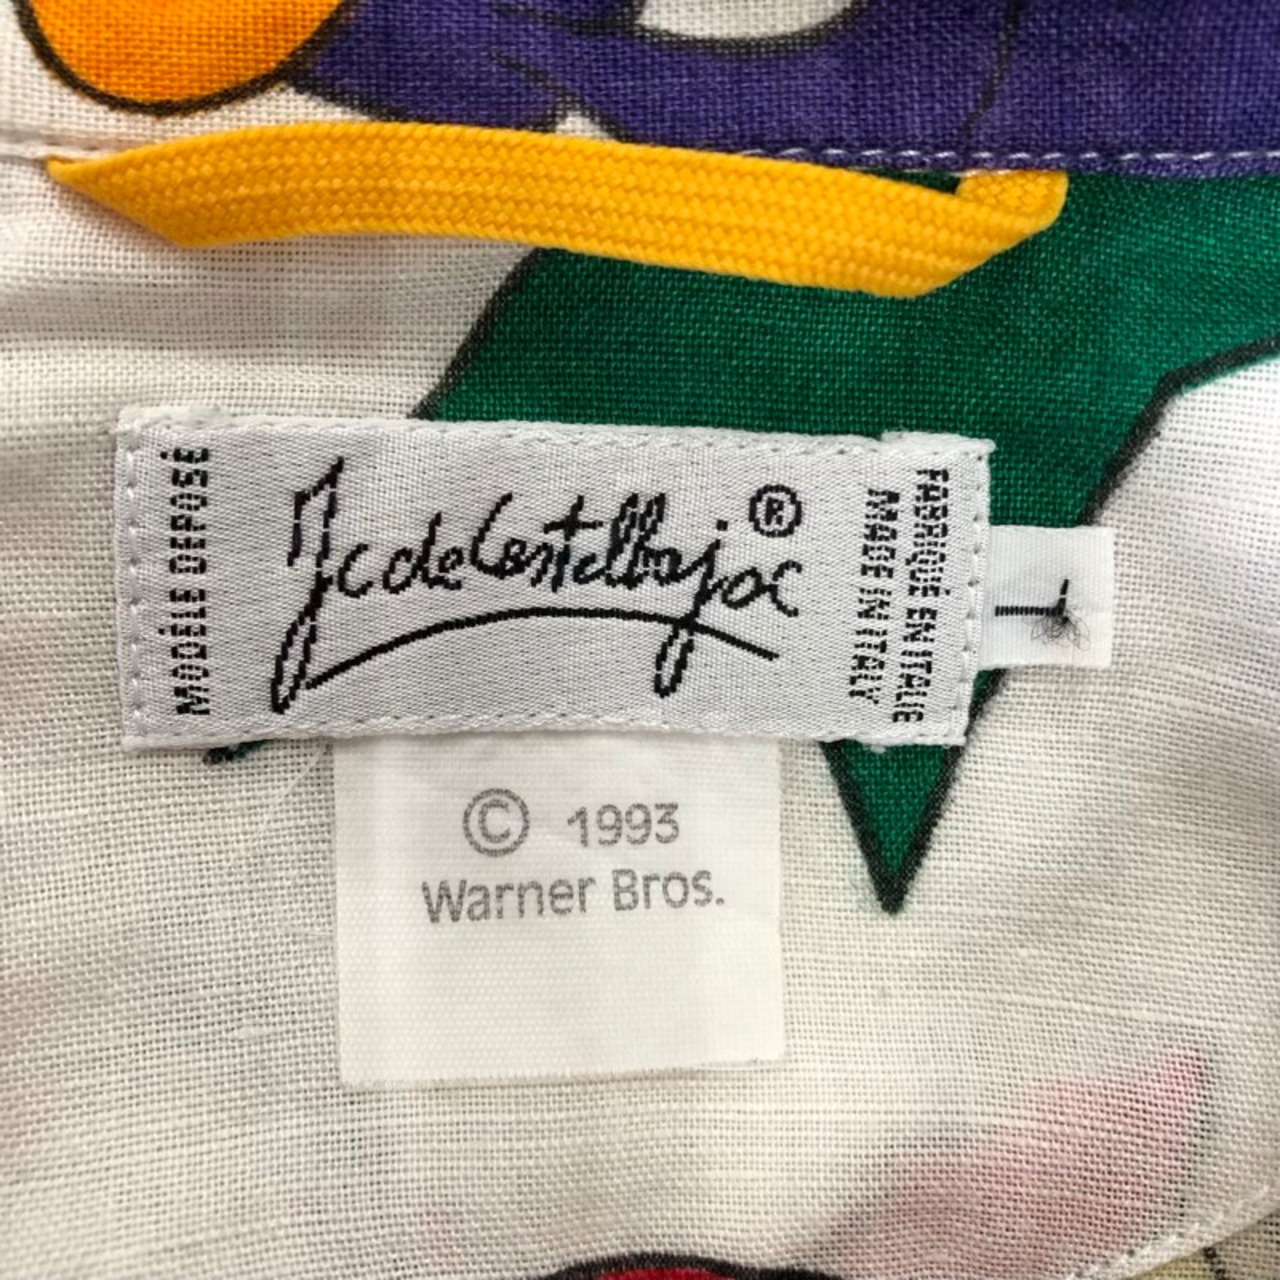 MODÈLE DÉPOSÉ
JC de Castelbajac ®
FABRIQUÉ EN ITALIE
MADE IN ITALY
L
© 1993
Warner Bros.